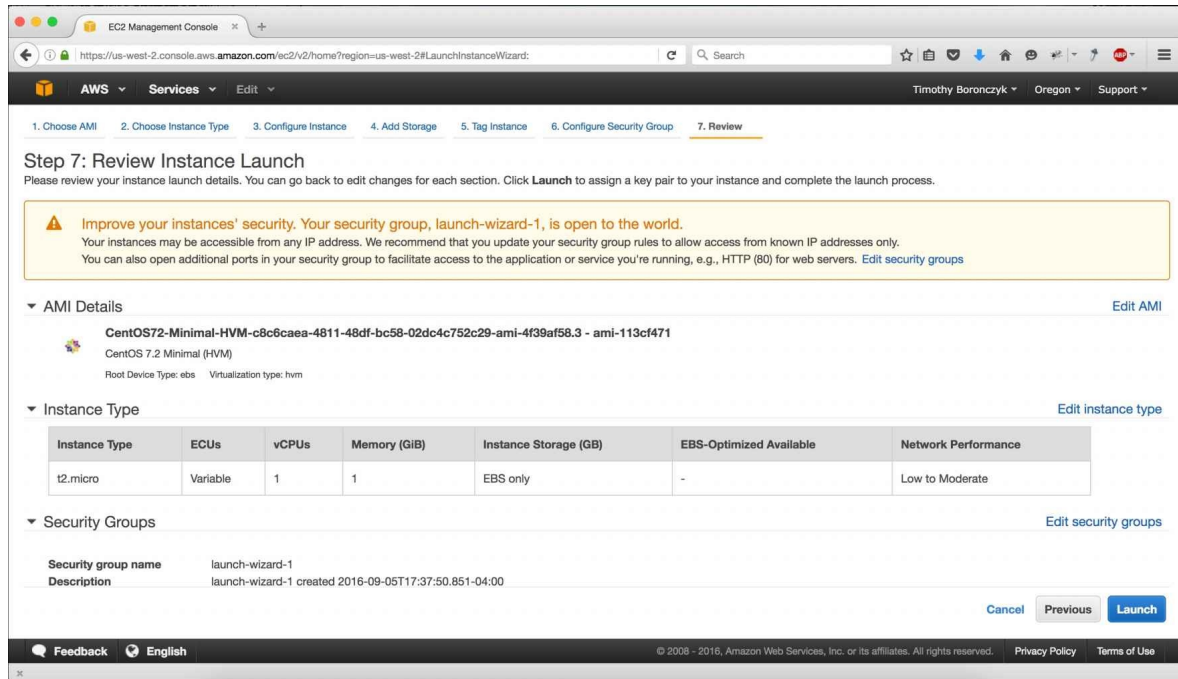 EC2 Management Console
https://us-west-2.console.aws.amazon.com/ec2/v2/home?region=us-west-2#LaunchInstanceWizard:
Search
ABP
AWS Services Edit Timothy Boronczyk Oregon Support
1. Choose AMI 2. Choose Instance Type 3. Configure Instance 4. Add Storage 5. Tag Instance 6. Configure Security Group 7. Review
Step 7: Review Instance Launch
Please review your instance launch details. You can go back to edit changes for each section. Click Launch to assign a key pair to your instance and complete the launch process.
Improve your instances' security. Your security group, launch-wizard-1, is open to the world.
Your instances may be accessible from any IP address. We recommend that you update your security group rules to allow access from known IP addresses only.
You can also open additional ports in your security group to facilitate access to the application or service you're running, e.g., HTTP (80) for web servers. Edit security groups
AMI Details Edit AMI
CentOS72-Minimal-HVM-c8c6caea-4811-48df-bc58-02dc4c752c29-ami-4f39af58.3 - ami-113cf471
CentOS 7.2 Minimal (HVM)
Root Device Type: ebs Virtualization type: hvm
Instance Type Edit instance type
Instance Type ECUs vCPUs Memory (GiB) Instance Storage (GB) EBS-Optimized Available Network Performance
t2.micro Variable 1 1 EBS only - Low to Moderate
Security Groups Edit security groups
Security group name launch-wizard-1
Description launch-wizard-1 created 2016-09-05T17:37:50.851-04:00
Cancel Previous Launch
Feedback English © 2008 - 2016, Amazon Web Services, Inc. or its affiliates. All rights reserved. Privacy Policy Terms of Use